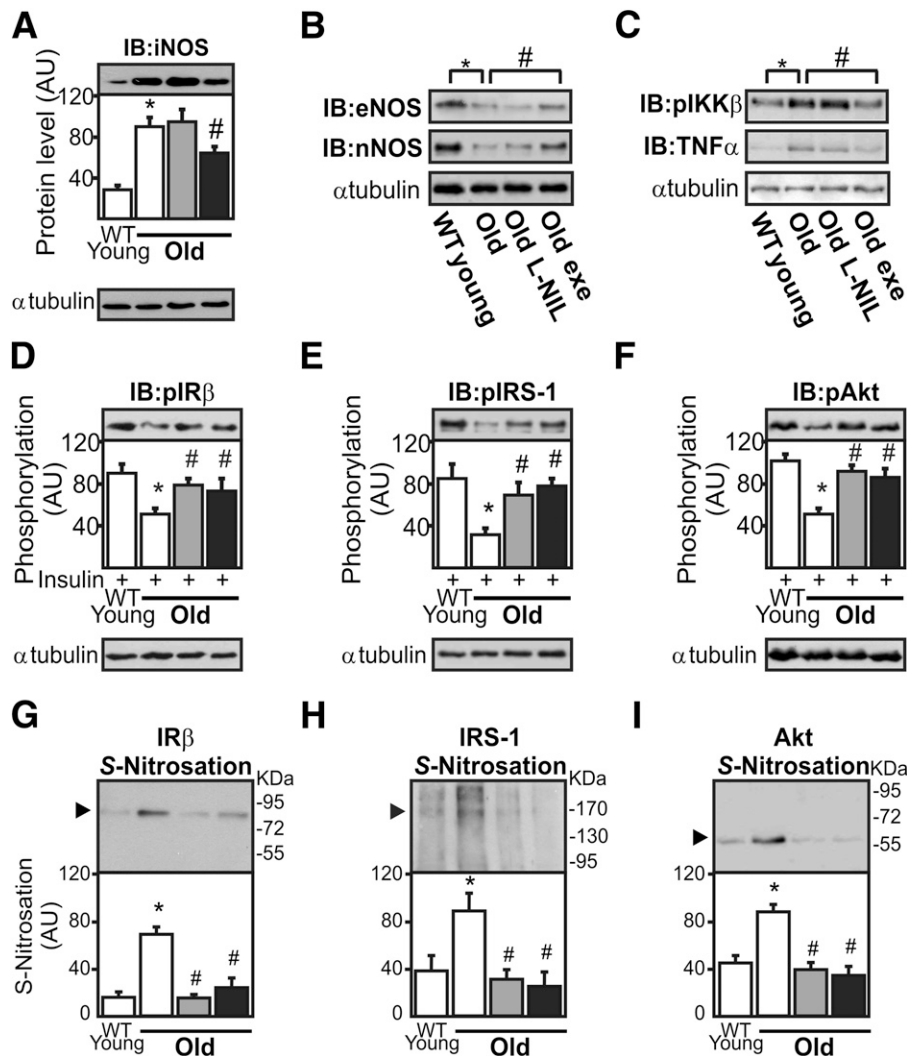 A
IB:iNOS
Protein level (AU)
120
80
40
*
#
WT
Young
Old
α tubulin
B
*
#
IB:eNOS
IB:nNOS
αtubulin
WT young
Old
Old L-NIL
Old exe
C
*
#
IB:pIKKβ
IB:TNFα
αtubulin
WT young
Old
Old L-NIL
Old exe
D
IB:pIRβ
Phosphorylation
(AU)
120
80
40
*
#
#
Insulin + + + +
WT
Young
Old
α tubulin
E
IB:pIRS-1
Phosphorylation
(AU)
120
80
40
*
#
#
+ + + +
WT
Young
Old
α tubulin
F
IB:pAkt
Phosphorylation
(AU)
120
80
40
*
#
#
+ + + +
WT
Young
Old
α tubulin
G
IRβ
S-Nitrosation
KDa
-95
-72
-55
S-Nitrosation
(AU)
120
80
40
0
*
#
#
WT
Young
Old
H
IRS-1
S-Nitrosation
KDa
-170
-130
-95
120
80
40
0
*
#
#
WT
Young
Old
I
Akt
S-Nitrosation
KDa
-95
-72
-55
120
80
40
0
*
#
#
WT
Young
Old